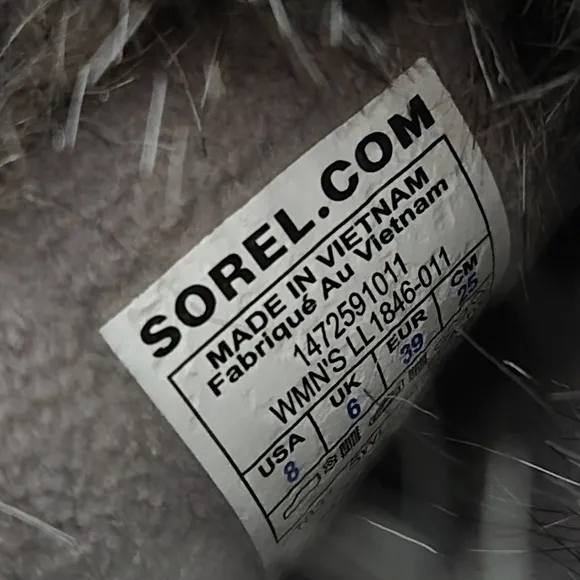 SOREL.COM
MADE IN VIETNAM
Fabriqué Au Vietnam
1472591011
WMN'S LL1846-011
USA UK EUR CM
8 6 39 25